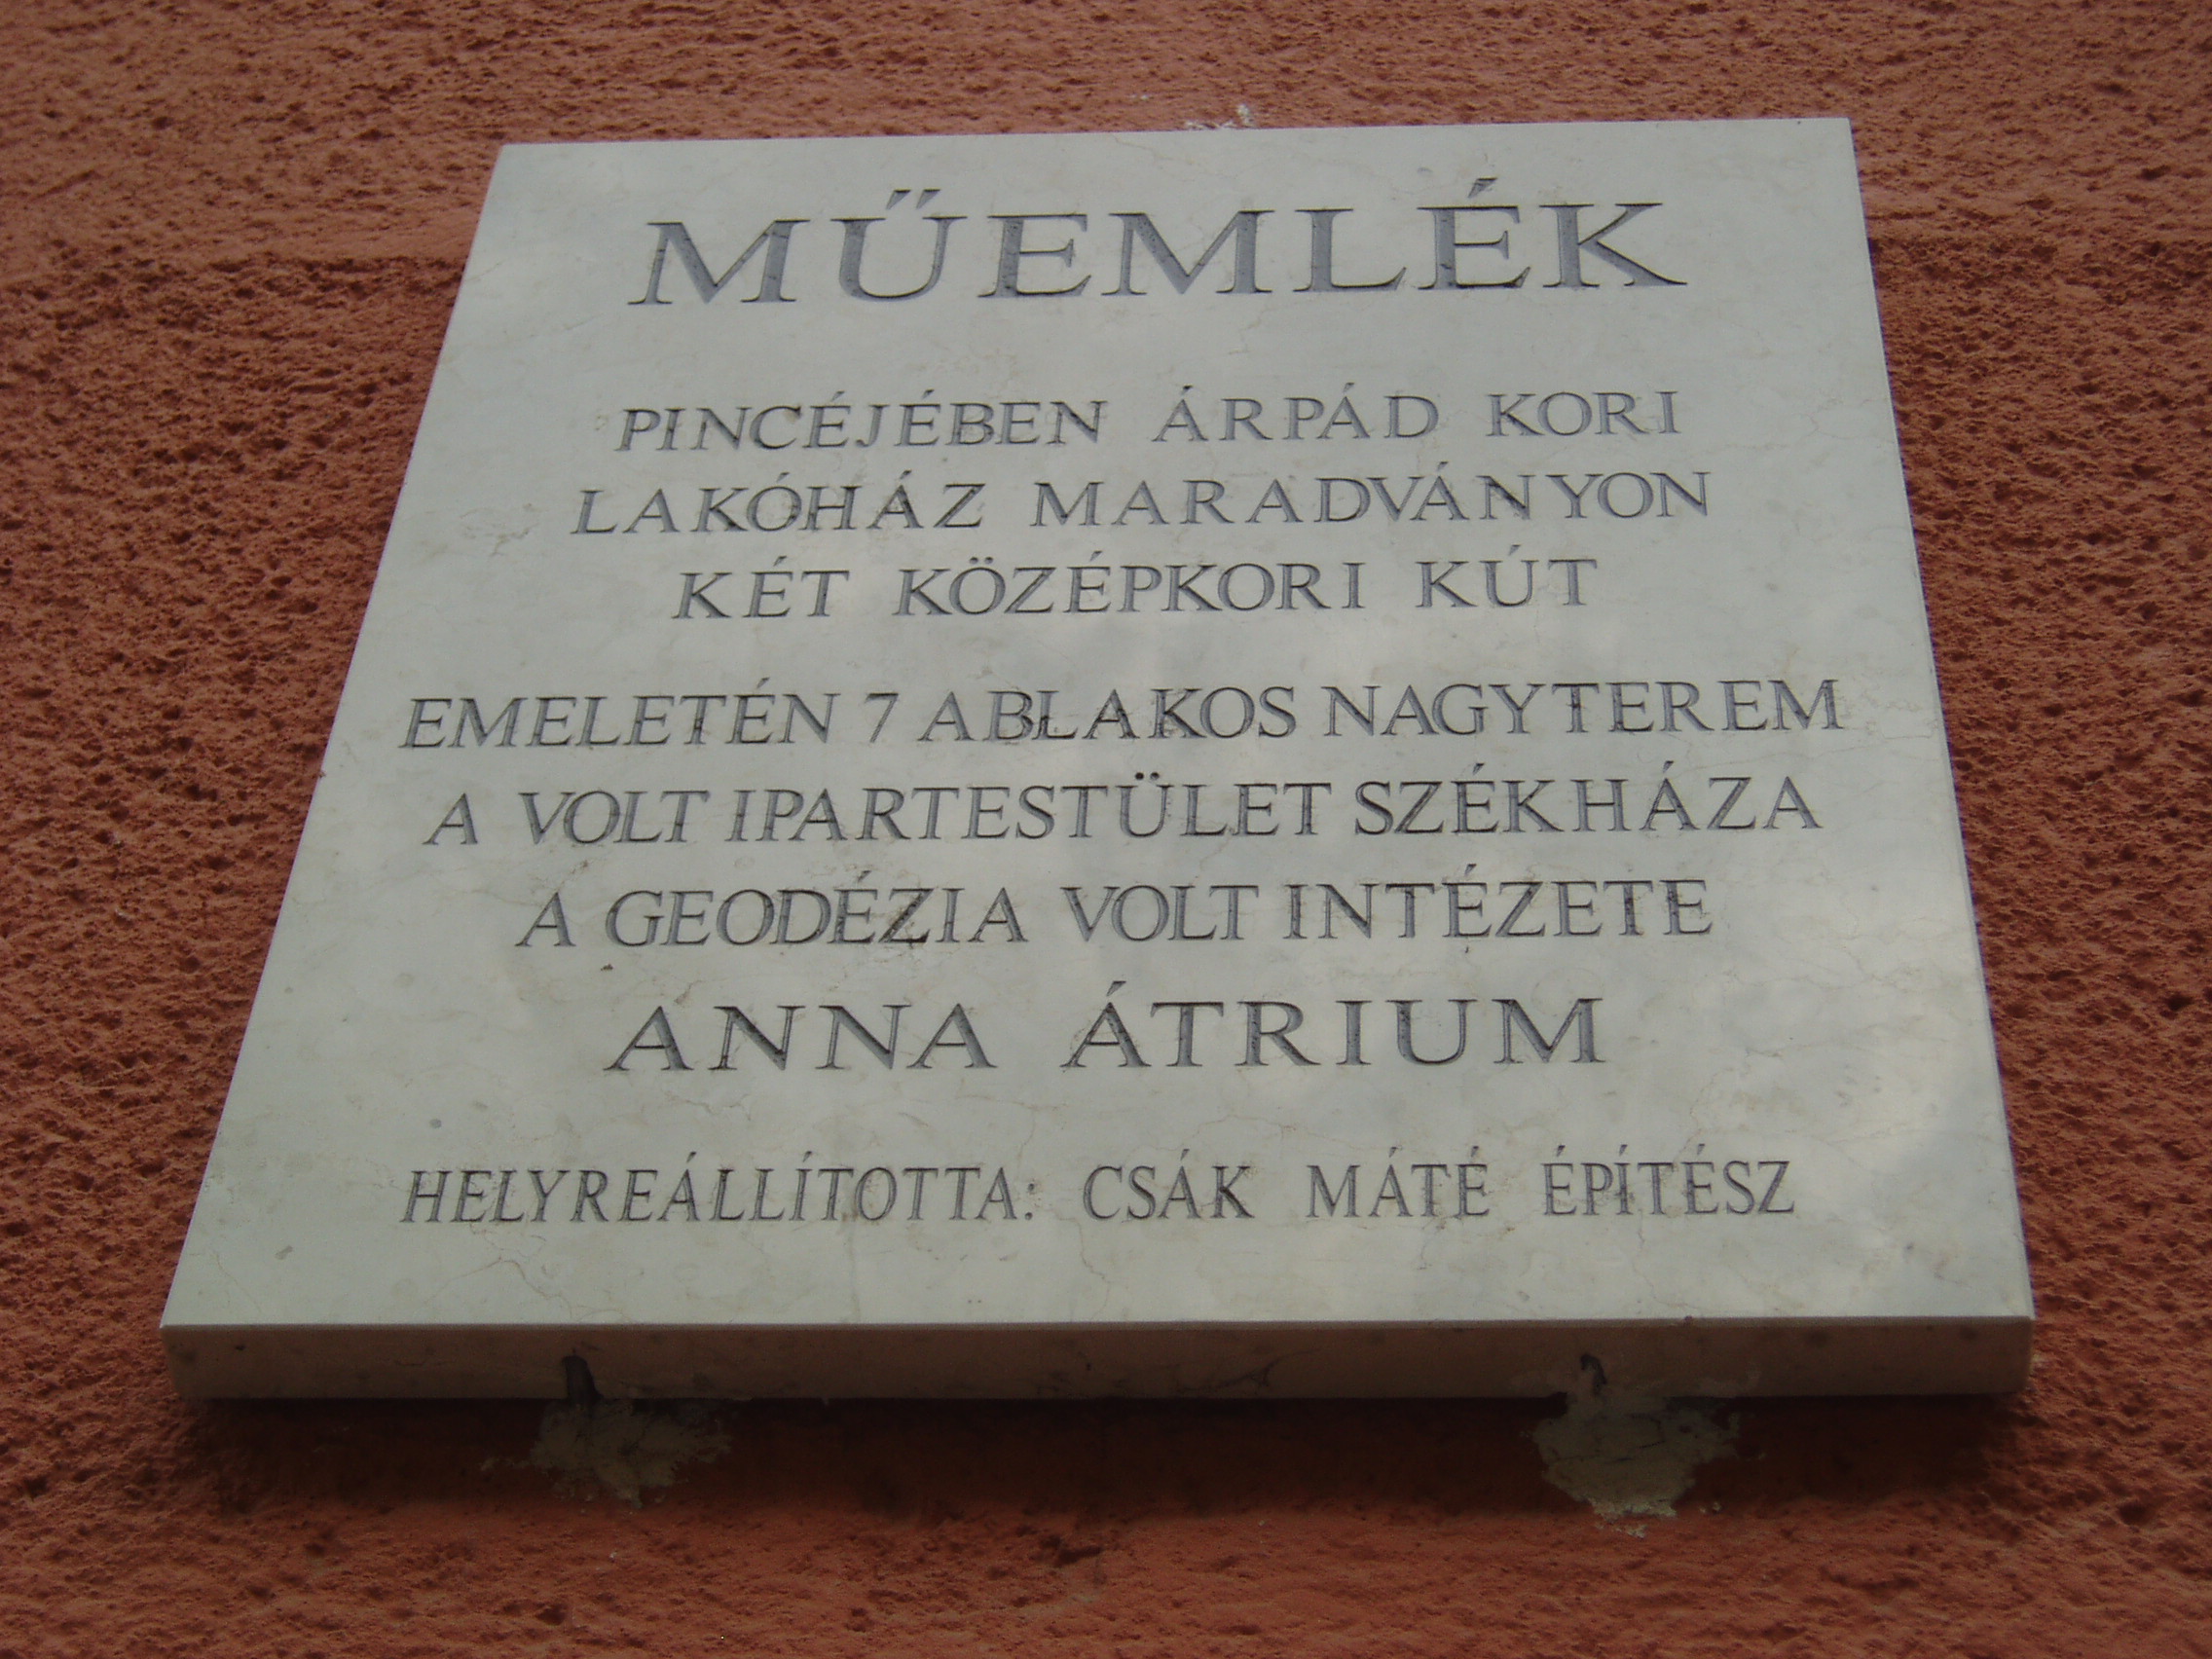 MŰEMLÉK
PINCÉJÉBEN ÁRPÁD KORI
LAKÓHÁZ MARADVÁNYON
KÉT KÖZÉPKORI KÚT
EMELETÉN 7 ABLAKOS NAGYTEREM
A VOLT IPARTESTÜLET SZÉKHÁZA
A GEODÉZIA VOLT INTÉZETE
ANNA ÁTRIUM
HELYREÁLLÍTOTTA: CSÁK MÁTÉ ÉPÍTÉSZ